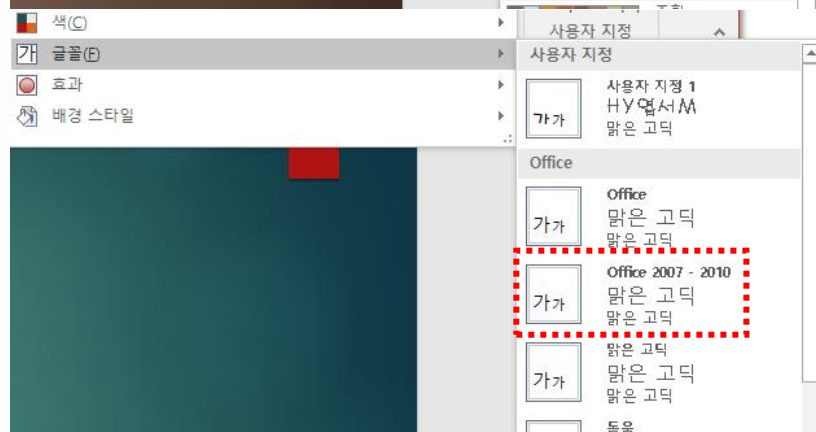 색(C)
사용자 지정
가 글꼴(F)
사용자 지정
효과
배경 스타일
사용자 지정 1
HY엽서M
가가 맑은 고딕
Office
Office
맑은 고딕
가가 맑은 고딕
Office 2007 - 2010
맑은 고딕
가가 맑은 고딕
맑은 고딕
맑은 고딕
가가 맑은 고딕
돋움